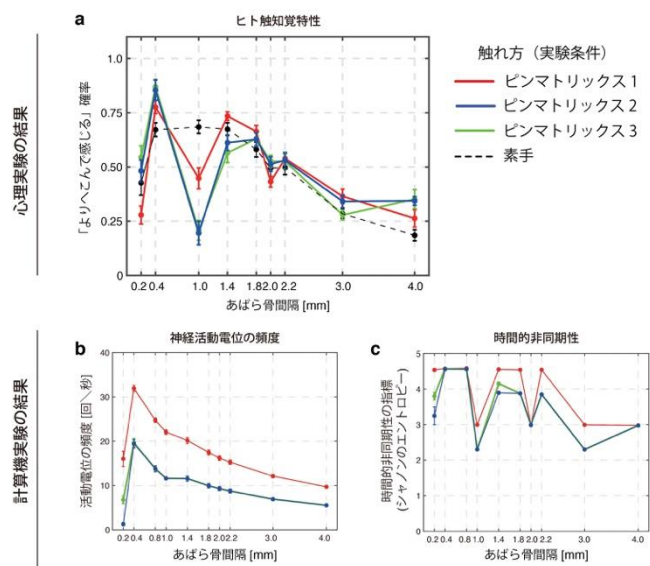 心理実験の結果
a
ヒト触知覚特性
「よりへこんで感じる」確率
1.0
0.75
0.50
0.25
0
0.2 0.4 1.0 1.4 1.8 2.0 2.2 3.0 4.0
あばら骨間隔 [mm]
触れ方（実験条件）
ピンマトリックス 1
ピンマトリックス 2
ピンマトリックス 3
素手
計算機実験の結果
b
神経活動電位の頻度
活動電位の頻度 [回／秒]
40
30
20
10
0
0.2 0.4 0.8 1.0 1.4 1.8 2.0 2.2 3.0 4.0
あばら骨間隔 [mm]
c
時間的非同期性
時間的非同期性の指標
(シャノンのエントロピー)
5
4
3
2
1
0
0.2 0.4 0.8 1.0 1.4 1.8 2.0 2.2 3.0 4.0
あばら骨間隔 [mm]